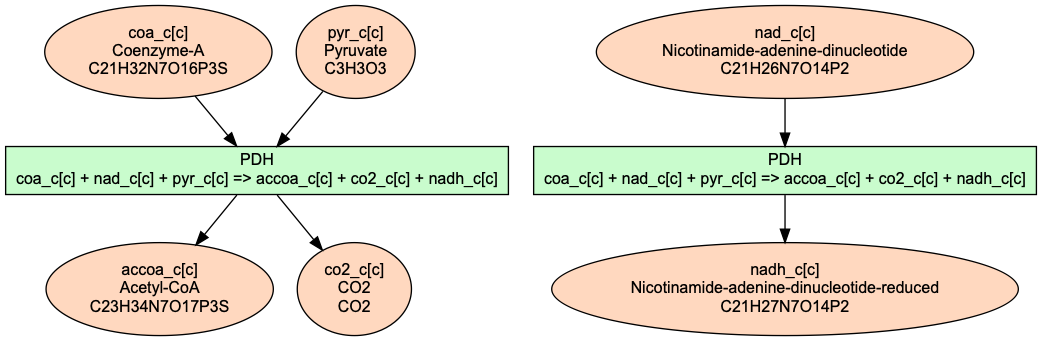 coa_c[c]
Coenzyme-A
C21H32N7O16P3S
pyr_c[c]
Pyruvate
C3H3O3
nad_c[c]
Nicotinamide-adenine-dinucleotide
C21H26N7O14P2
PDH
coa_c[c] + nad_c[c] + pyr_c[c] => accoa_c[c] + co2_c[c] + nadh_c[c]
PDH
coa_c[c] + nad_c[c] + pyr_c[c] => accoa_c[c] + co2_c[c] + nadh_c[c]
accoa_c[c]
Acetyl-CoA
C23H34N7O17P3S
co2_c[c]
CO2
CO2
nadh_c[c]
Nicotinamide-adenine-dinucleotide-reduced
C21H27N7O14P2